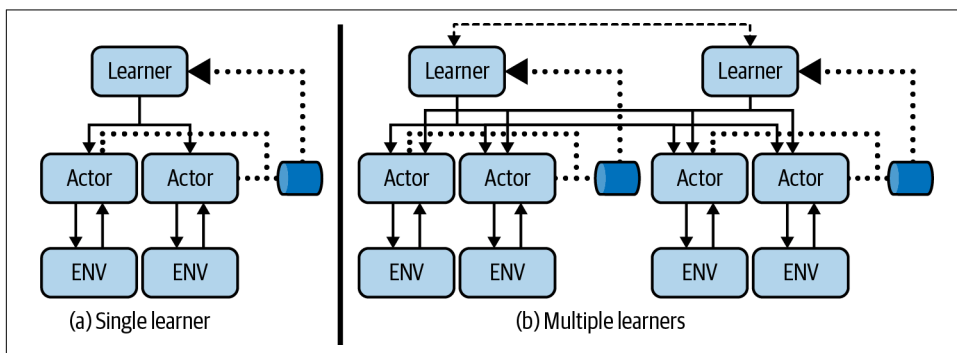 Learner
Learner
Learner
Actor
Actor
Actor
Actor
Actor
Actor
ENV
ENV
ENV
ENV
ENV
ENV
(a) Single learner
(b) Multiple learners